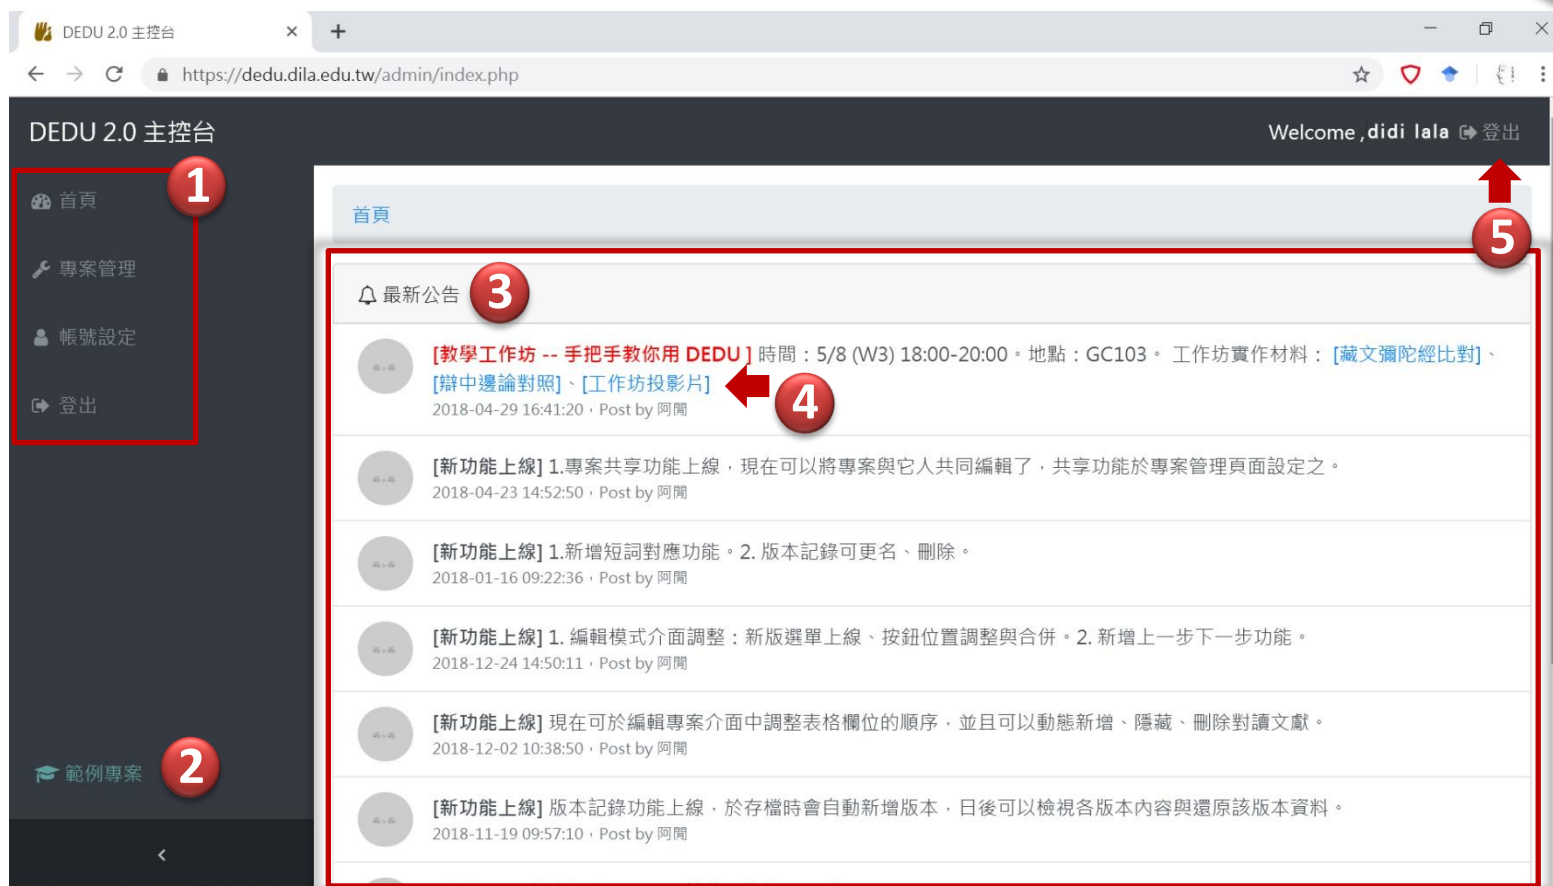 DEDU 2.0 主控台
https://dedu.dila.edu.tw/admin/index.php
DEDU 2.0 主控台
Welcome ,didi lala 登出
1
首頁
專案管理
帳號設定
登出
2
範例專案
首頁
5
最新公告
3
[教學工作坊 -- 手把手教你用 DEDU ] 時間：5/8 (W3) 18:00-20:00。地點：GC103。 工作坊實作材料： [藏文彌陀經比對]、
[辯中邊論對照]、[工作坊投影片]
4
2018-04-29 16:41:20，Post by 阿閒
[新功能上線] 1.專案共享功能上線，現在可以將專案與它人共同編輯了，共享功能於專案管理頁面設定之。
2018-04-23 14:52:50，Post by 阿閒
[新功能上線] 1.新增短詞對應功能。2. 版本記錄可更名、刪除。
2018-01-16 09:22:36，Post by 阿閒
[新功能上線] 1. 編輯模式介面調整：新版選單上線、按鈕位置調整與合併。2. 新增上一步下一步功能。
2018-12-24 14:50:11，Post by 阿閒
[新功能上線] 現在可於編輯專案介面中調整表格欄位的順序，並且可以動態新增、隱藏、刪除對讀文獻。
2018-12-02 10:38:50，Post by 阿閒
[新功能上線] 版本記錄功能上線，於存檔時會自動新增版本，日後可以檢視各版本內容與還原該版本資料。
2018-11-19 09:57:10，Post by 阿閒